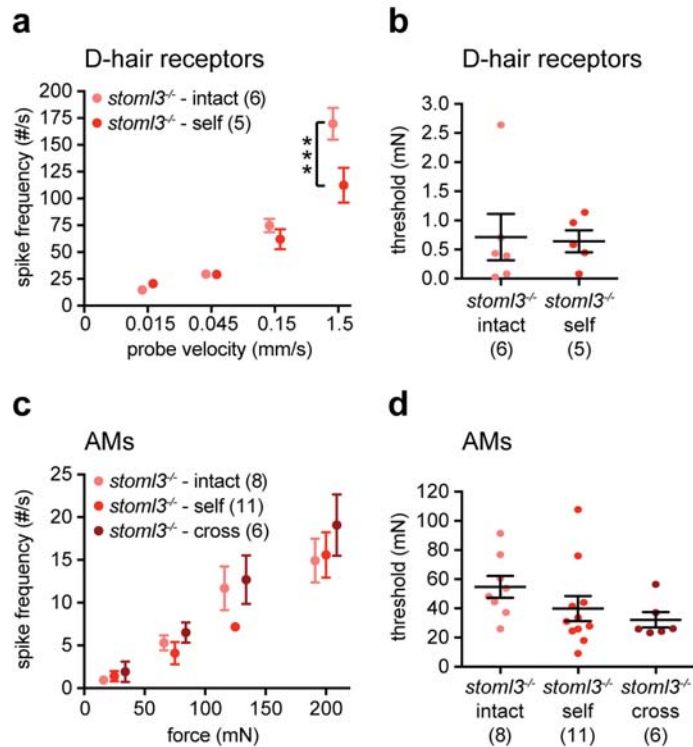 a
D-hair receptors
stoml3-/- - intact (6)
stoml3-/- - self (5)
***
spike frequency (#/s)
200
175
150
125
100
75
50
25
0
0
0.015
0.045
0.15
1.5
probe velocity (mm/s)
b
D-hair receptors
threshold (mN)
3.0
2.5
2.0
1.5
1.0
0.5
0.0
stoml3-/- stoml3-/-
intact self
(6) (5)
c
AMs
stoml3-/- - intact (8)
stoml3-/- - self (11)
stoml3-/- - cross (6)
spike frequency (#/s)
25
20
15
10
5
0
0 50 100 150 200
force (mN)
d
AMs
threshold (mN)
120
100
80
60
40
20
0
stoml3-/- stoml3-/- stoml3-/-
intact self cross
(8) (11) (6)